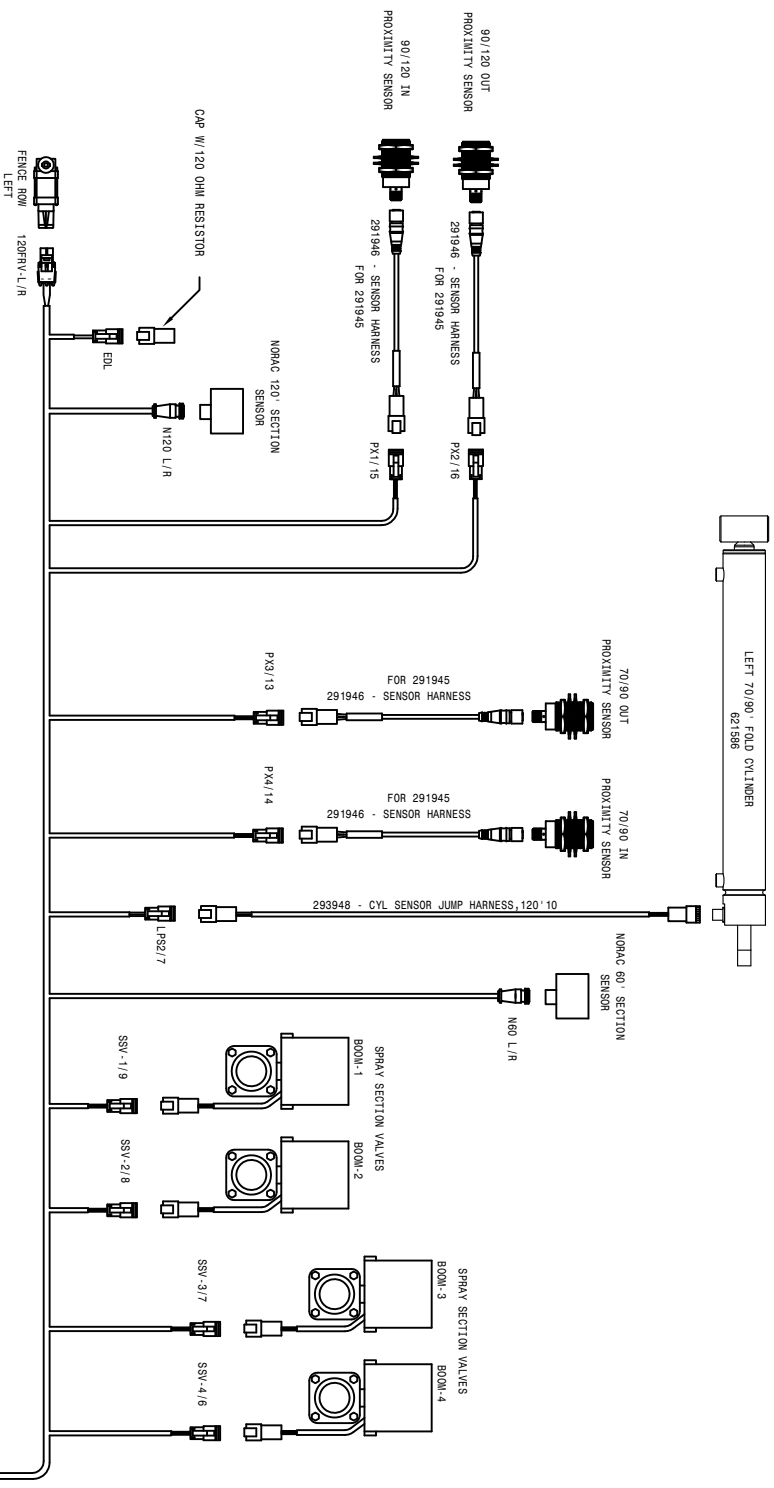 90/120 OUT
PROXIMITY SENSOR
90/120 IN
PROXIMITY SENSOR
291946 - SENSOR HARNESS
FOR 291945
291946 - SENSOR HARNESS
FOR 291945
PX2/16
PX1/15
CAP W/120 OHM RESISTOR
FENCE ROW
LEFT
120FRV-L/R
EDL
NORAC 120' SECTION
SENSOR
N120 L/R
LEFT 70/90' FOLD CYLINDER
621586
70/90 OUT
PROXIMITY SENSOR
FOR 291945
291946 - SENSOR HARNESS
PX3/13
70/90 IN
PROXIMITY SENSOR
FOR 291945
291946 - SENSOR HARNESS
PX4/14
293948 - CYL SENSOR JUMP HARNESS,120'10
LPS2/7
NORAC 60' SECTION
SENSOR
N60 L/R
SPRAY SECTION VALVES
BOOM-1
BOOM-2
SSV-1/9
SSV-2/8
SPRAY SECTION VALVES
BOOM-3
BOOM-4
SSV-3/7
SSV-4/6